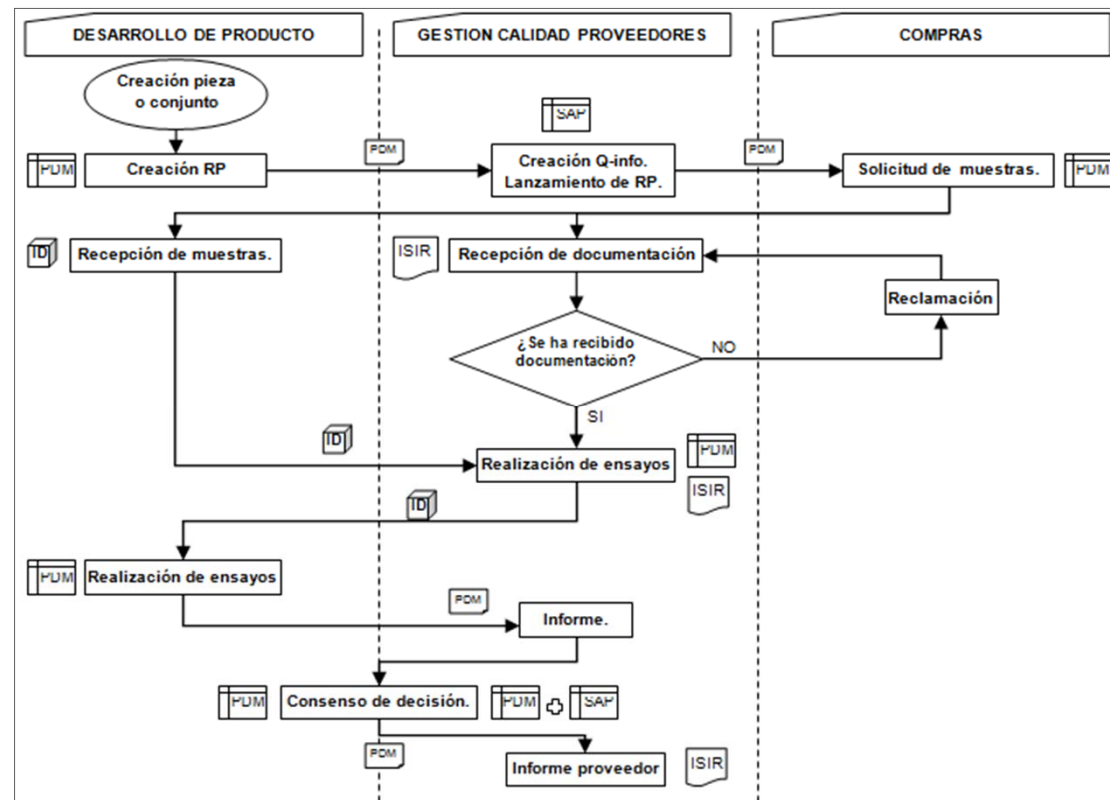 DESARROLLO DE PRODUCTO
GESTION CALIDAD PROVEEDORES
COMPRAS
Creación pieza
o conjunto
SAP
PDM
Creación RP
PDM
Creación Q-info.
Lanzamiento de RP.
PDM
Solicitud de muestras.
PDM
ID
Recepción de muestras.
ISIR
Recepción de documentación
Reclamación
¿Se ha recibido
documentación?
NO
SI
ID
Realización de ensayos
PDM
ISIR
ID
PDM
Realización de ensayos
PDM
Informe.
PDM
Consenso de decisión.
PDM
SAP
PDM
Informe proveedor
ISIR